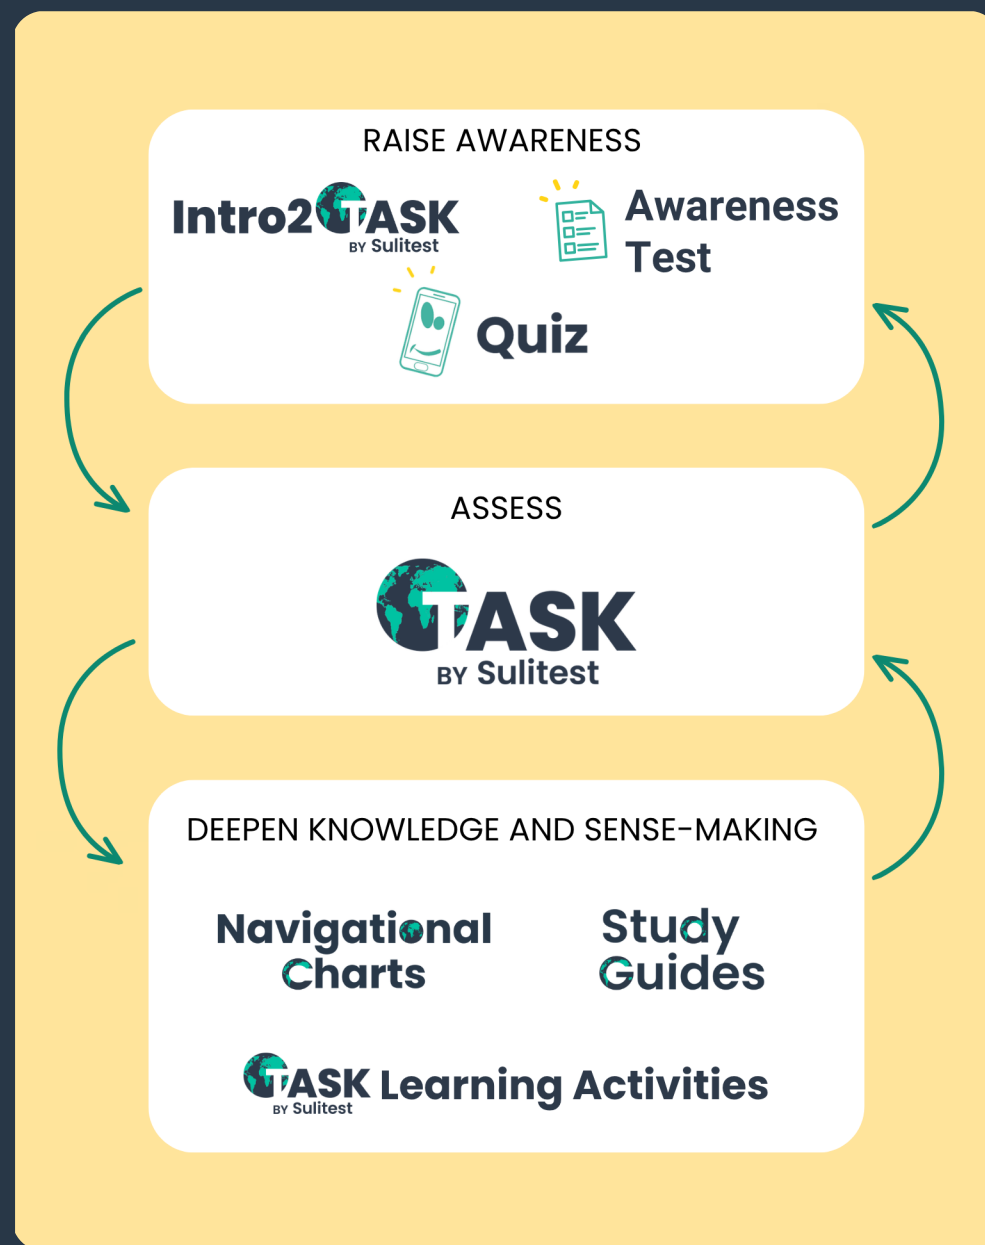 RAISE AWARENESS
Intro2TASK
BY Sulitest
Awareness
Test
Quiz
ASSESS
TASK
BY Sulitest
DEEPEN KNOWLEDGE AND SENSE-MAKING
Navigational
Charts
Study
Guides
TASK Learning Activities
BY Sulitest